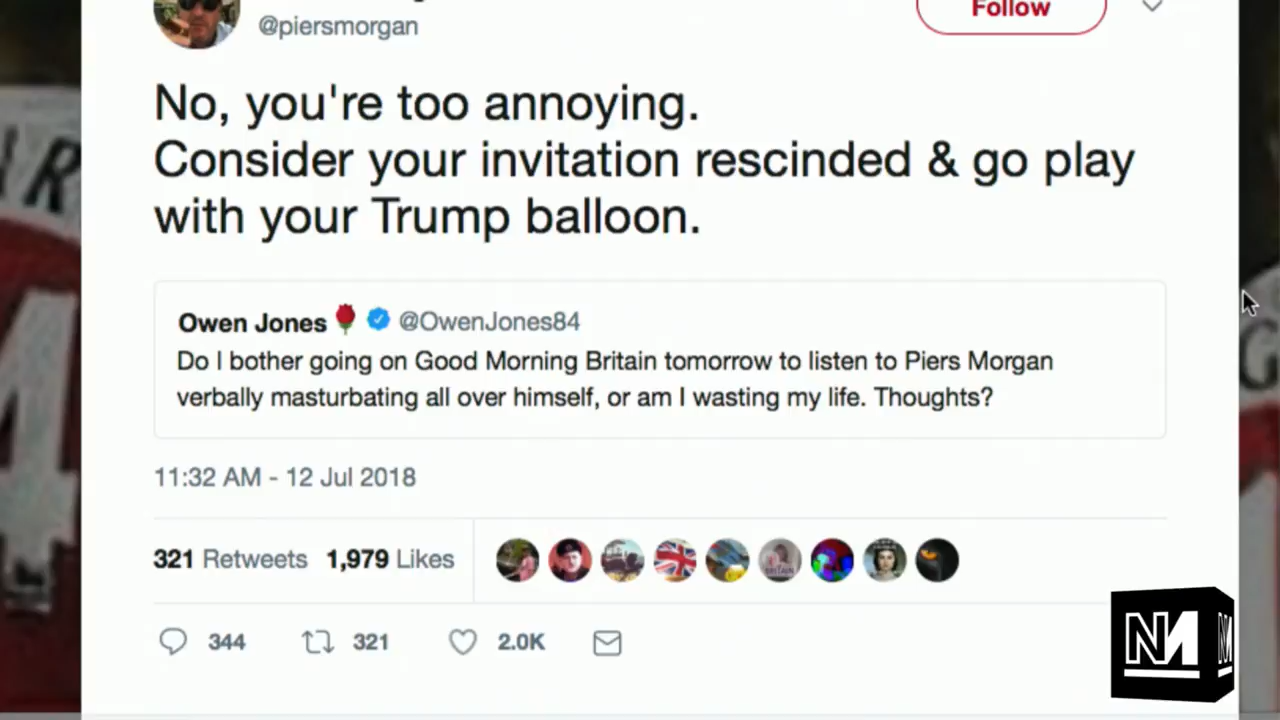 @piersmorgan
Follow
No, you're too annoying.
Consider your invitation rescinded & go play
with your Trump balloon.
Owen Jones @OwenJones84
Do I bother going on Good Morning Britain tomorrow to listen to Piers Morgan
verbally masturbating all over himself, or am I wasting my life. Thoughts?
11:32 AM - 12 Jul 2018
321 Retweets 1,979 Likes
344 321 2.0K
NM